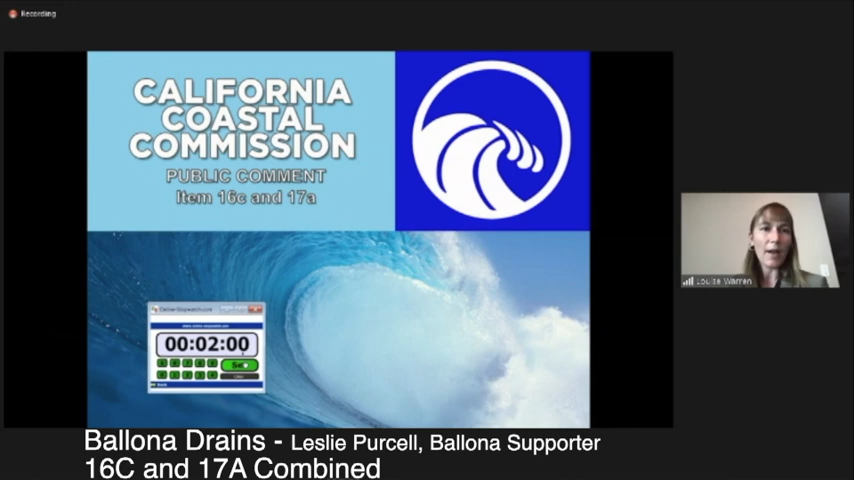 Recording
CALIFORNIA
COASTAL
COMMISSION
PUBLIC COMMENT
Item 16c and 17a
00:02:00
Set
Louise Warren
Ballona Drains - Leslie Purcell, Ballona Supporter
16C and 17A Combined